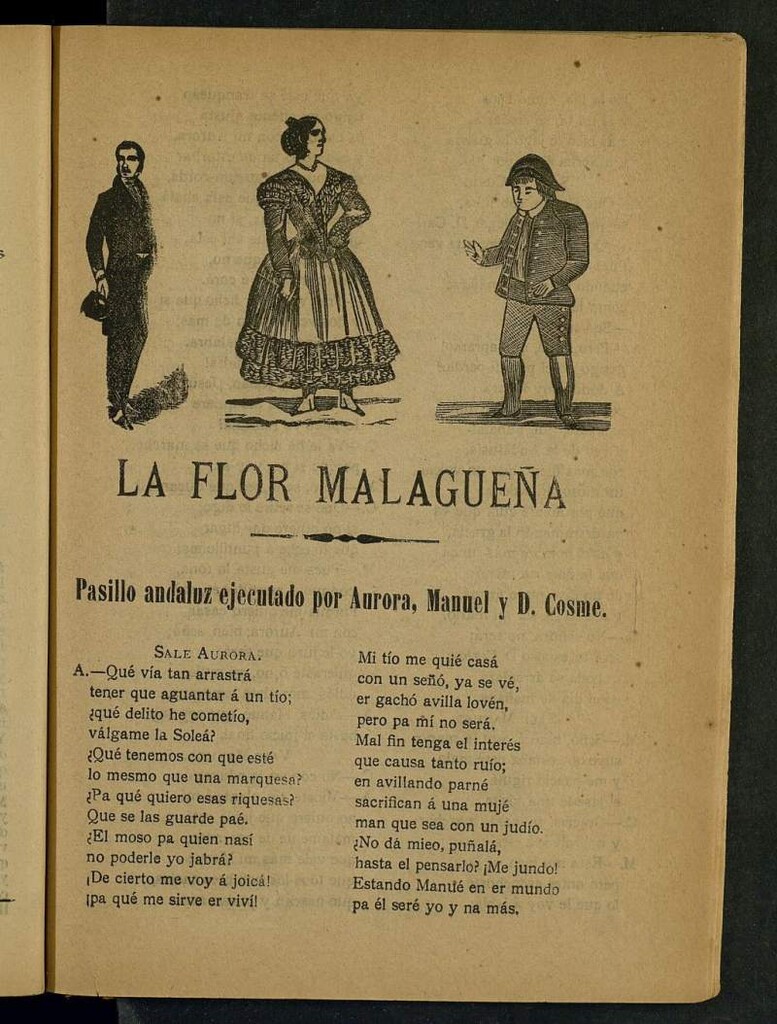 LA FLOR MALAGUEÑA
Pasillo andaluz ejecutado por Aurora, Manuel y D. Cosme.
SALE AURORA.
A.—Qué vía tan arrastrá
tener que aguantar á un tío;
¿qué delito he cometío,
válgame la Soleá?
¿Qué tenemos con que esté
lo mesmo que una marquesa?
¿Pa qué quiero esas riquesas?
Que se las guarde paé.
¿El moso pa quien nasí
no poderle yo jabrá?
¡De cierto me voy á joicá!
¡pa qué me sirve er viví!
Mi tío me quié casá
con un señó, ya se vé,
er gachó avilla lovén,
pero pa mí no será.
Mal fin tenga el interés
que causa tanto ruío;
en avillando parné
sacrifican á una mujé
man que sea con un judío.
¿No dá mieo, puñalá,
hasta el pensarlo? ¡Me jundo!
Estando Manué en er mundo
pa él seré yo y na más.